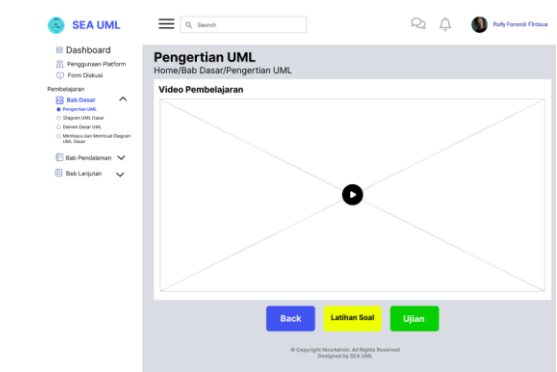 SEA UML
Search
Rolly Forandi Firdaus
Dashboard
Penggunaan Platform
Form Diskusi
Pembelajaran
Bab Dasar
Pengertian UML
Diagram UML Dasar
Elemen Dasar UML
Membaca dan Membuat Diagram
UML Dasar
Bab Pendalaman
Bab Lanjutan
Pengertian UML
Home/Bab Dasar/Pengertian UML
Video Pembelajaran
Back
Latihan Soal
Ujian
© Copyright NiceAdmin. All Rights Reserved
Designed by SEA UML